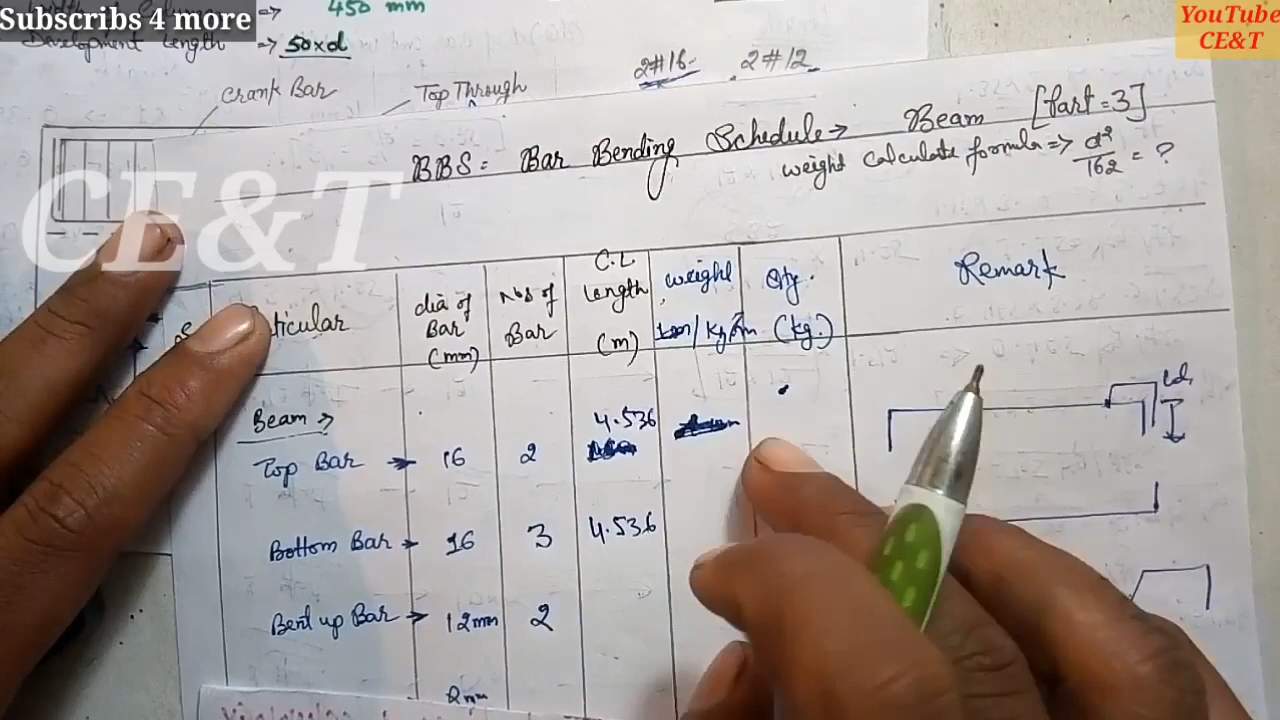 Subscribs 4 more
450 mm
Development Length => 50xd
YouTube
CE&T
2#16- 2#12
Crank Bar
Top Through
BBS = Bar Bending Schedule → Beam [Part = 3]
weight calculate formula => d²/162 = ?
CE&T
dia of Bar (mm)
Nos of Bar
C.L Length (m)
weight /Kg/m
Qty. (kg.)
Remark
Beam →
Top Bar → 16 2 4.536
Ld,
Bottom Bar → 16 3 4.536
Bent up Bar → 12mm 2
8mm